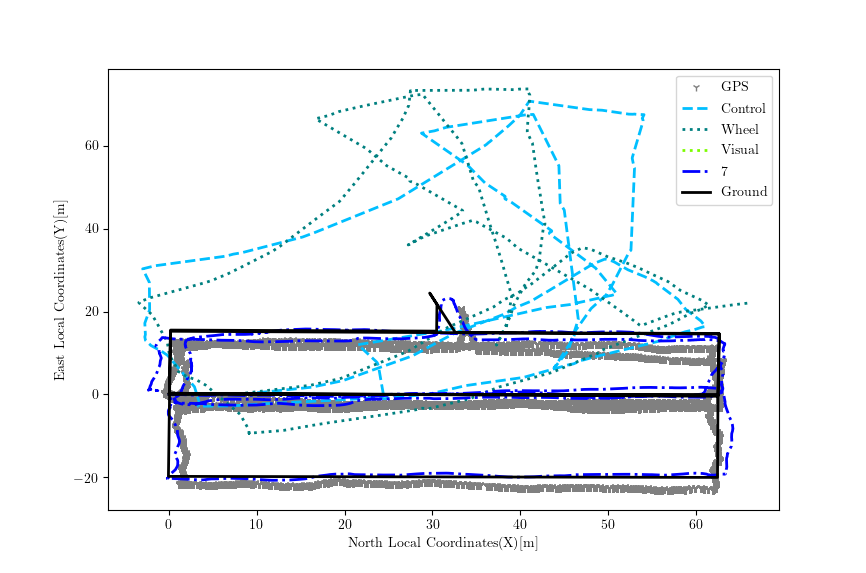 GPS
Control
Wheel
Visual
7
Ground
60
40
20
0
−20
East Local Coordinates(Y)[m]
0
10
20
30
40
50
60
North Local Coordinates(X)[m]